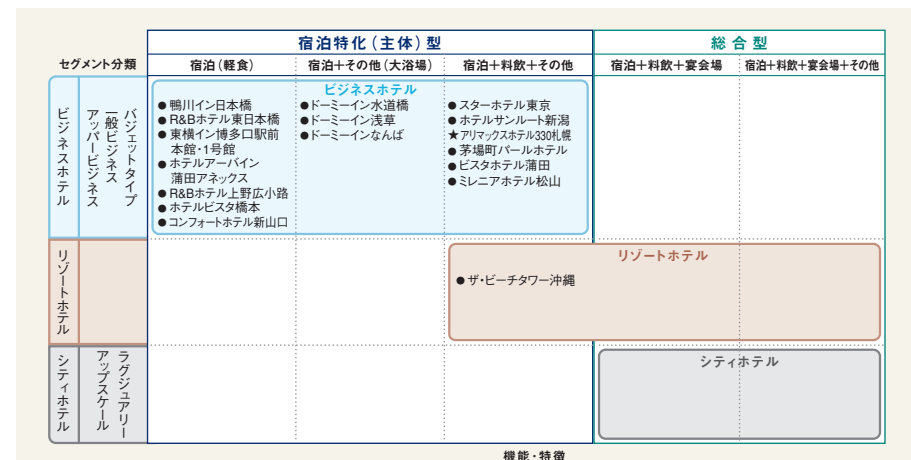 宿泊特化(主体)型
総合型
セグメント分類
宿泊(軽食)
宿泊+その他(大浴場)
宿泊+料飲+その他
宿泊+料飲+宴会場
宿泊+料飲+宴会場+その他
ビジネスホテル
バジェットタイプ
一般ビジネス
アッパービジネス
ビジネスホテル
●鴨川イン日本橋
●R&Bホテル東日本橋
●東横イン博多口駅前
本館・1号館
●ホテルアーバイン
蒲田アネックス
●R&Bホテル上野広小路
●ホテルビスタ橋本
●コンフォートホテル新山口
●ドーミーイン水道橋
●ドーミーイン浅草
●ドーミーインなんば
●スターホテル東京
●ホテルサンルート新潟
★アリマックスホテル330札幌
●茅場町パールホテル
●ビスタホテル蒲田
●ミレニアホテル松山
リゾートホテル
リゾートホテル
●ザ・ビーチタワー沖縄
シティホテル
ラグジュアリー
アップスケール
シティホテル
機能・特徴